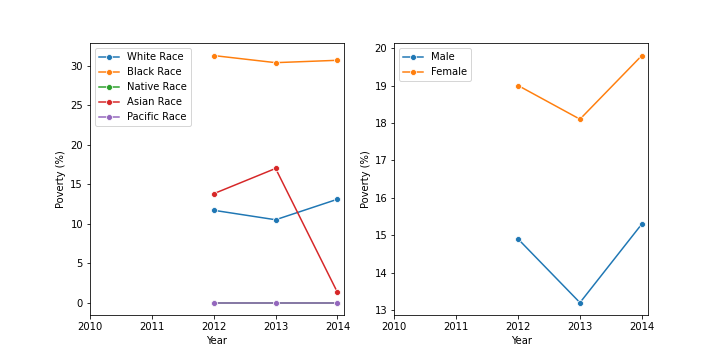 White Race
Black Race
Native Race
Asian Race
Pacific Race
30
25
20
15
10
5
0
Poverty (%)
2010 2011 2012 2013 2014
Year
Male
Female
20
19
18
17
16
15
14
13
Poverty (%)
2010 2011 2012 2013 2014
Year